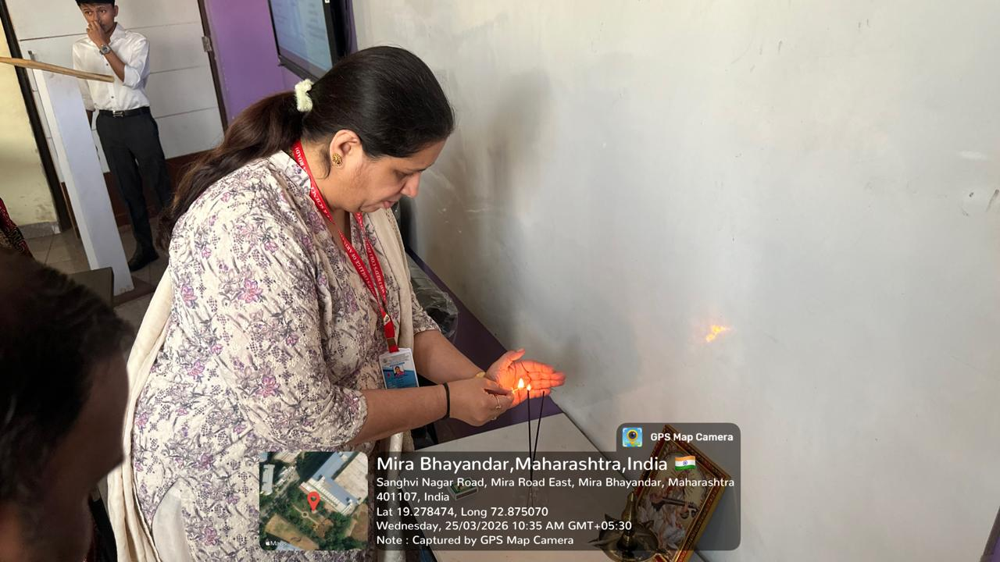 GPS Map Camera
Mira Bhayandar,Maharashtra,India
Sanghvi Nagar Road, Mira Road East, Mira Bhayandar, Maharashtra
401107, India
Lat 19.278474, Long 72.875070
Wednesday, 25/03/2026 10:35 AM GMT+05:30
Note : Captured by GPS Map Camera
Maps